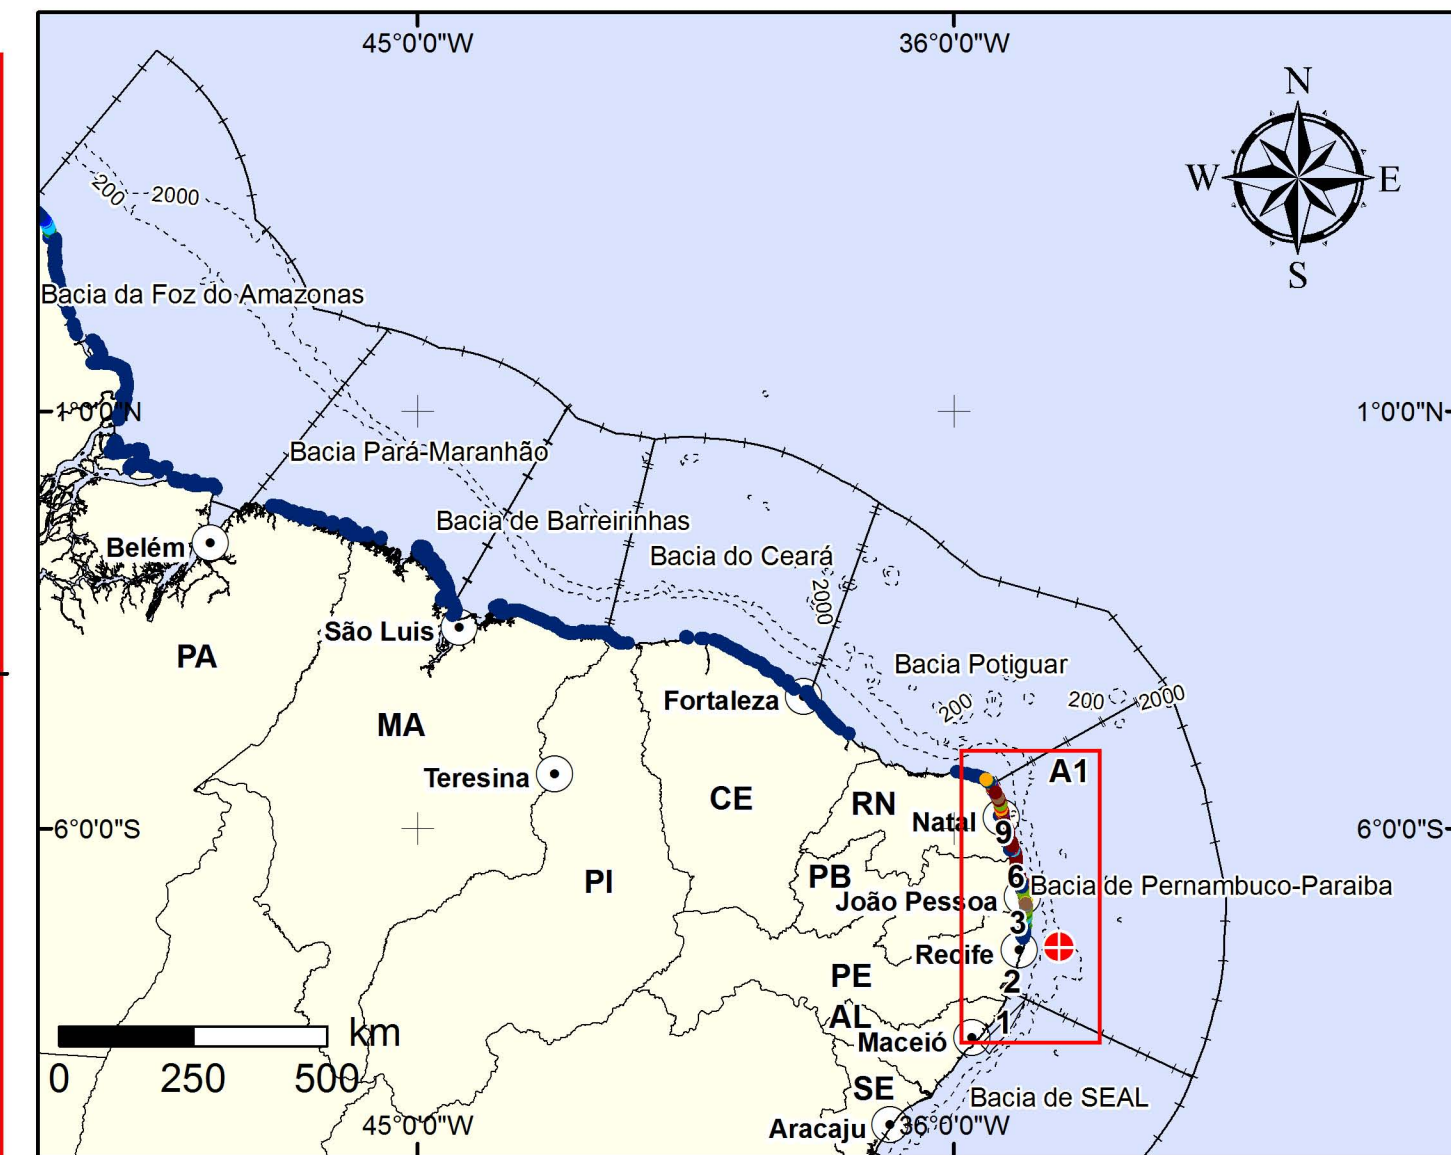 45°0'0"W
36°0'0"W
N
W
E
S
200
2000
Bacia da Foz do Amazonas
1°0'0"N
1°0'0"N
Bacia Pará-Maranhão
Bacia de Barreirinhas
Bacia do Ceará
2000
Belém
São Luis
PA
Bacia Potiguar
200
200
2000
Fortaleza
MA
Teresina
A1
CE
RN
Natal
6°0'0"S
9
6°0'0"S
PI
PB
6
Bacia de Pernambuco-Paraiba
João Pessoa
3
Recife
PE
2
AL
1
Maceió
km
0
250
500
SE
Bacia de SEAL
45°0'0"W
Aracaju
36°0'0"W